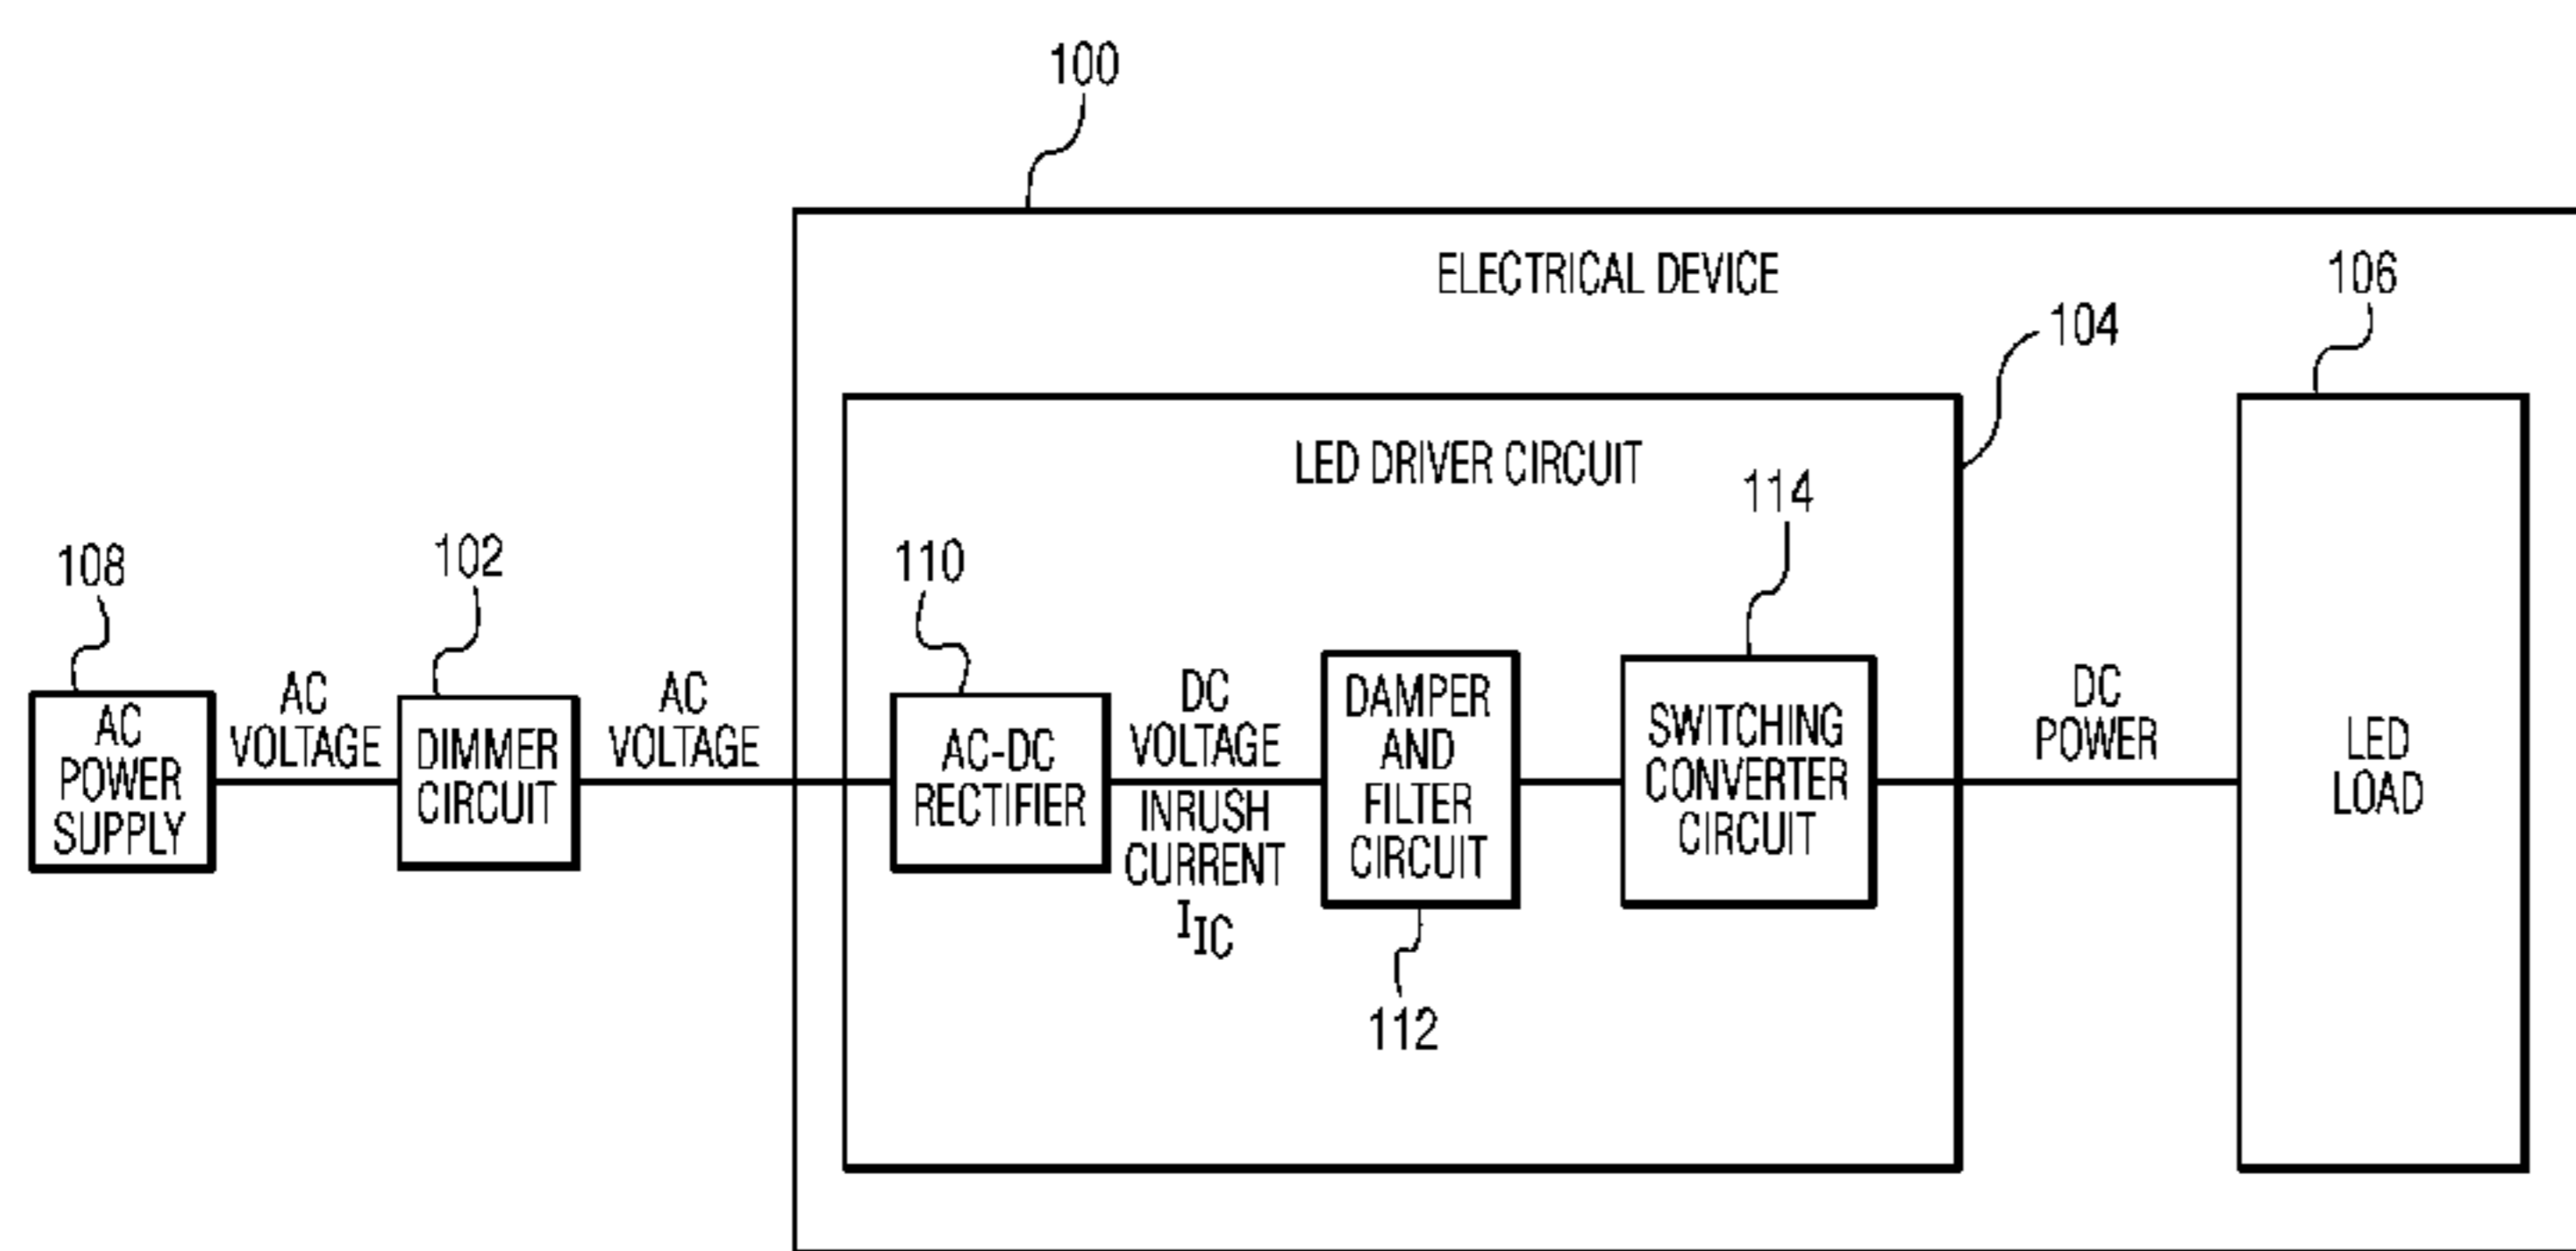 100
ELECTRICAL DEVICE
106
104
LED DRIVER CIRCUIT
114
108
102
110
AC
POWER
SUPPLY
AC
VOLTAGE
DIMMER
CIRCUIT
AC
VOLTAGE
AC-DC
RECTIFIER
DC
VOLTAGE
INRUSH
CURRENT
IIC
DAMPER
AND
FILTER
CIRCUIT
SWITCHING
CONVERTER
CIRCUIT
DC
POWER
LED
LOAD
112